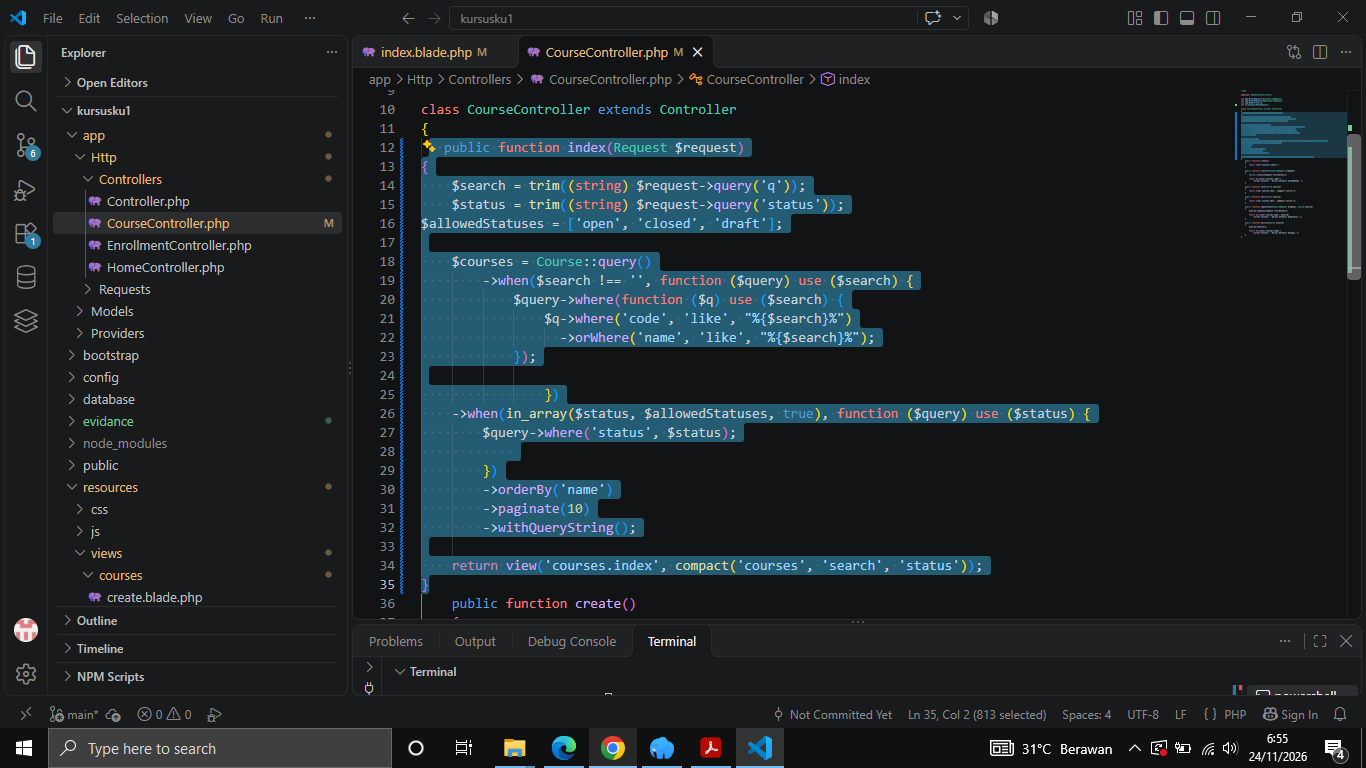 File Edit Selection View Go Run ···
kursusku1
Explorer ···
Open Editors
kursusku1
app
Http
Controllers
Controller.php
CourseController.php M
EnrollmentController.php
HomeController.php
Requests
Models
Providers
bootstrap
config
database
evidance
node_modules
public
resources
css
js
views
courses
create.blade.php
Outline
Timeline
NPM Scripts
6
1
index.blade.php M
CourseController.php M
app > Http > Controllers > CourseController.php > CourseController > index
9
10 class CourseController extends Controller
11 {
12 public function index(Request $request)
13 {
14 $search = trim((string) $request->query('q'));
15 $status = trim((string) $request->query('status'));
16 $allowedStatuses = ['open', 'closed', 'draft'];
17
18 $courses = Course::query()
19 ->when($search !== '', function ($query) use ($search) {
20 $query->where(function ($q) use ($search) {
21 $q->where('code', 'like', "%{$search}%")
22 ->orWhere('name', 'like', "%{$search}%");
23 });
24
25 })
26 ->when(in_array($status, $allowedStatuses, true), function ($query) use ($status) {
27 $query->where('status', $status);
28
29 })
30 ->orderBy('name')
31 ->paginate(10)
32 ->withQueryString();
33
34 return view('courses.index', compact('courses', 'search', 'status'));
35 }
36 public function create()
Problems Output Debug Console Terminal
Terminal
powershell
main* 0 0 Not Committed Yet Ln 35, Col 2 (813 selected) Spaces: 4 UTF-8 LF { } PHP Sign In
Type here to search
31°C Berawan
6:55
24/11/2026
4